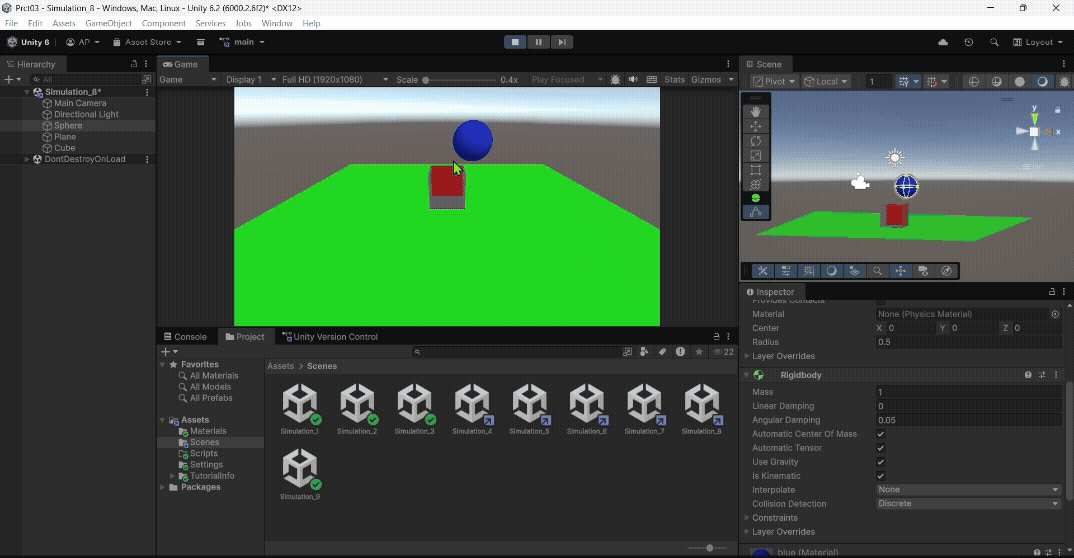 Prct03 - Simulation_8 - Windows, Mac, Linux - Unity 6.2 (6000.2.6f2)* <DX12>
File Edit Assets GameObject Component Services Jobs Window Help
Unity 6 AP Asset Store main Layout
Hierarchy
All
Simulation_8*
Main Camera
Directional Light
Sphere
Plane
Cube
DontDestroyOnLoad
Game
Game Display 1 Full HD (1920x1080) Scale 0.4x Play Focused Stats Gizmos
Scene
Pivot Local 1
y
x
Inspector
Provides Contacts
Material None (Physics Material)
Center X 0 Y 0 Z 0
Radius 0.5
Layer Overrides
Rigidbody
Mass 1
Linear Damping 0
Angular Damping 0.05
Automatic Center Of Mass
Automatic Tensor
Use Gravity
Is Kinematic
Interpolate None
Collision Detection Discrete
Constraints
Layer Overrides
blue (Material)
Console Project Unity Version Control
22
Favorites
All Materials
All Models
All Prefabs
Assets
Materials
Scenes
Scripts
Settings
TutorialInfo
Packages
Assets > Scenes
Simulation_1 Simulation_2 Simulation_3 Simulation_4 Simulation_5 Simulation_6 Simulation_7 Simulation_8
Simulation_9